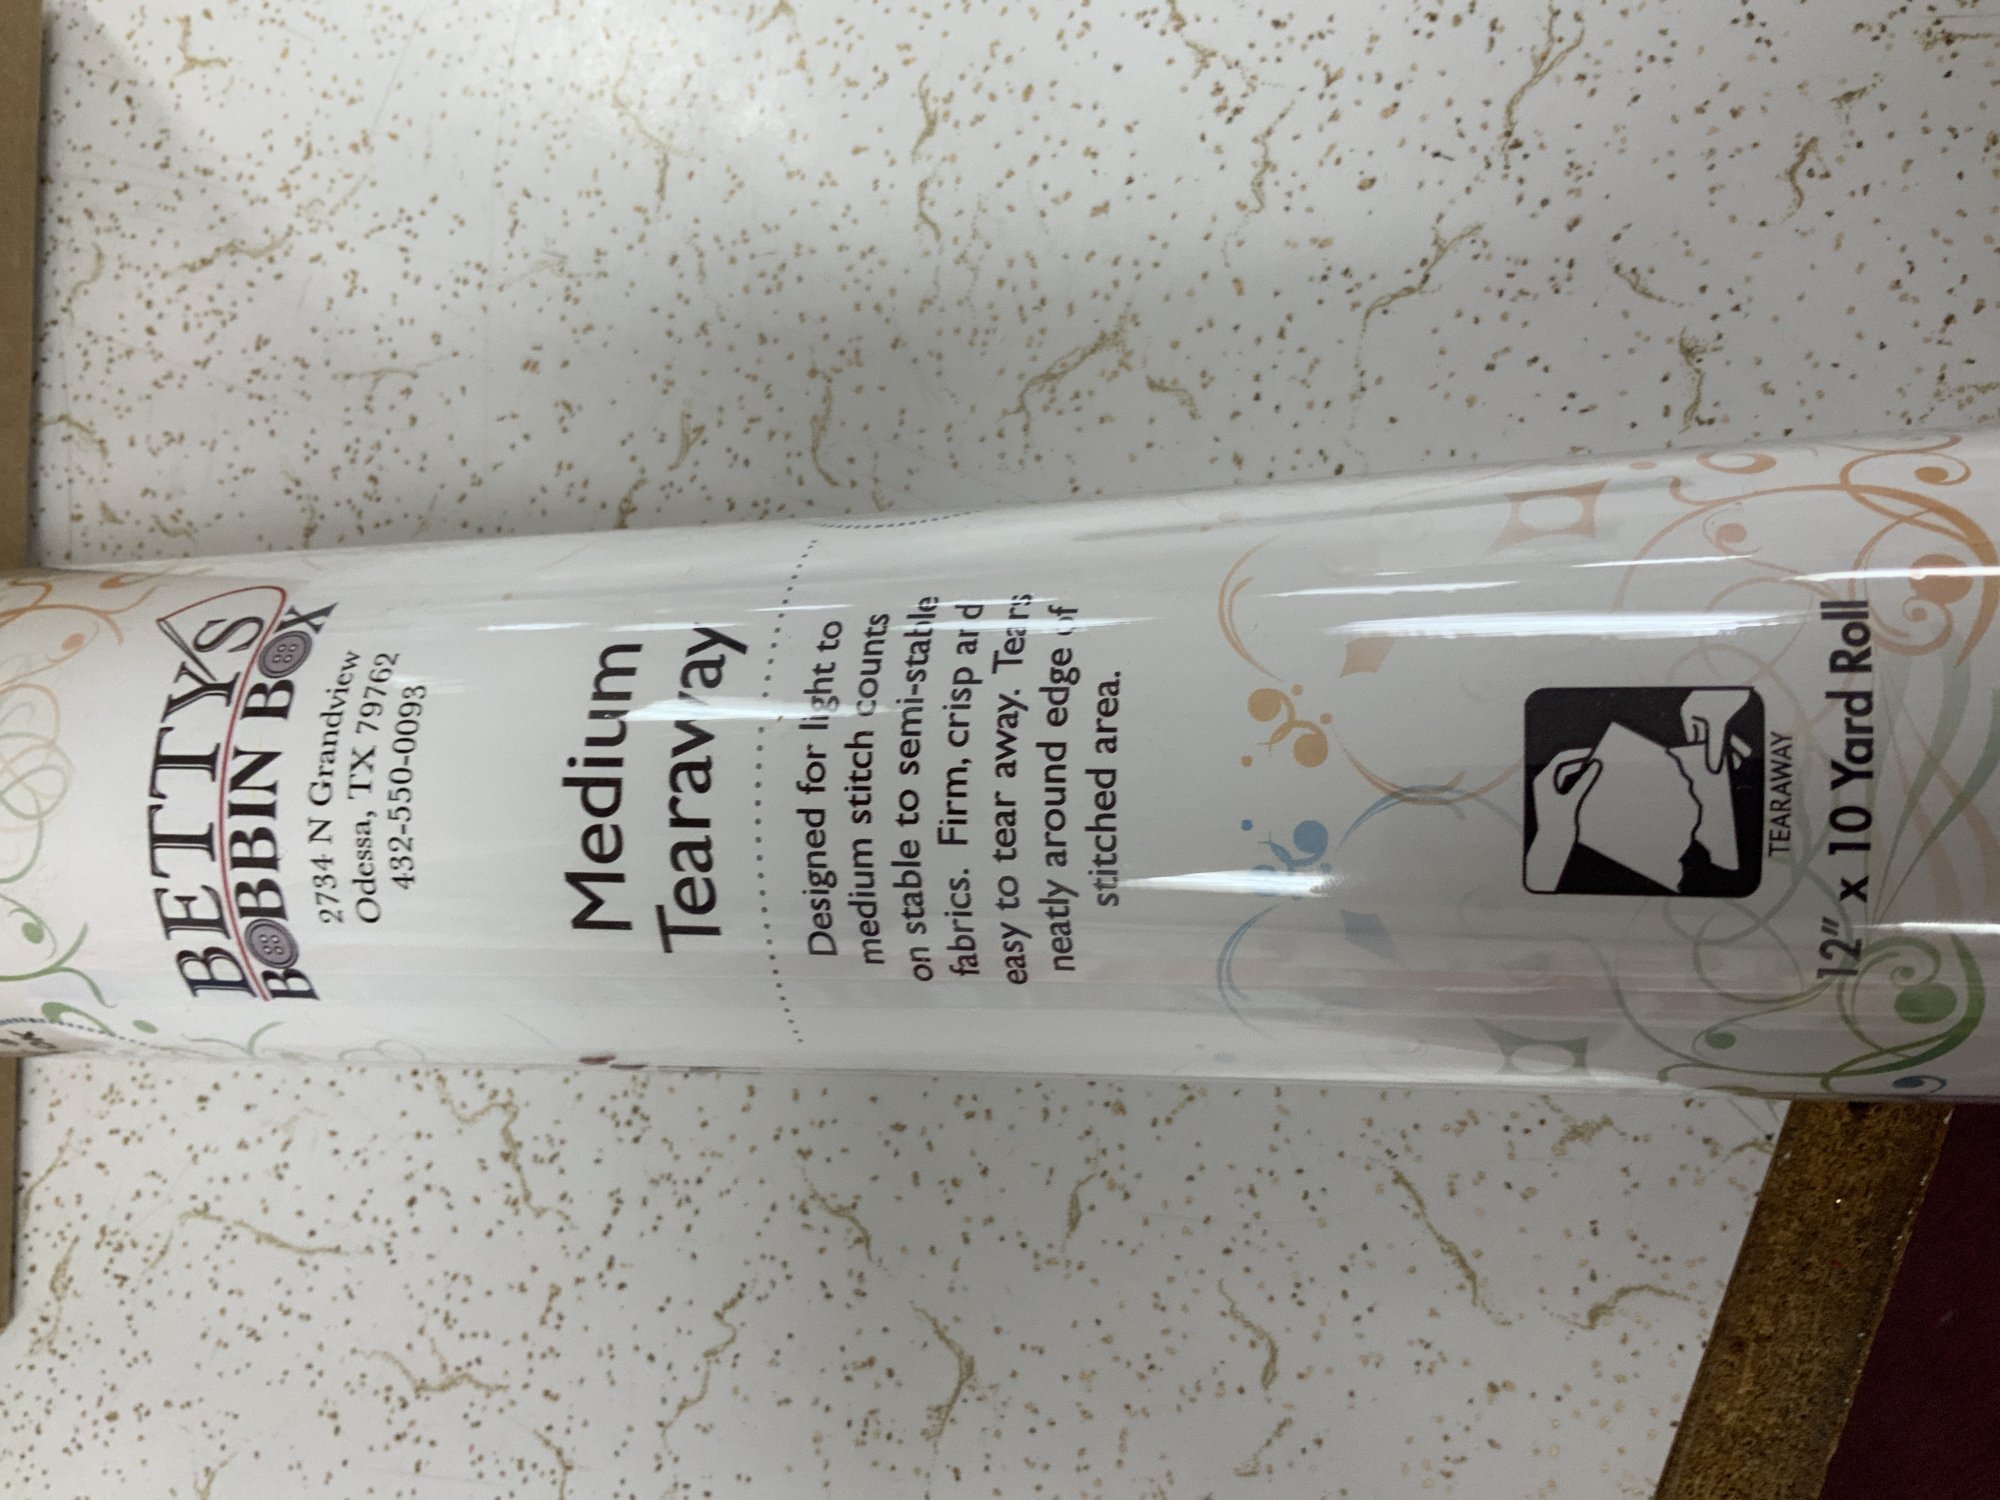 BETTY'S
BOBBIN BOX
2734 N Grandview
Odessa, TX 79762
432-550-0093
Medium
Tearaway
Designed for light to
medium stitch counts
on stable to semi-stable
fabrics. Firm, crisp and
easy to tear away. Tears
neatly around edge of
stitched area.
TEARAWAY
12" x 10 Yard Roll